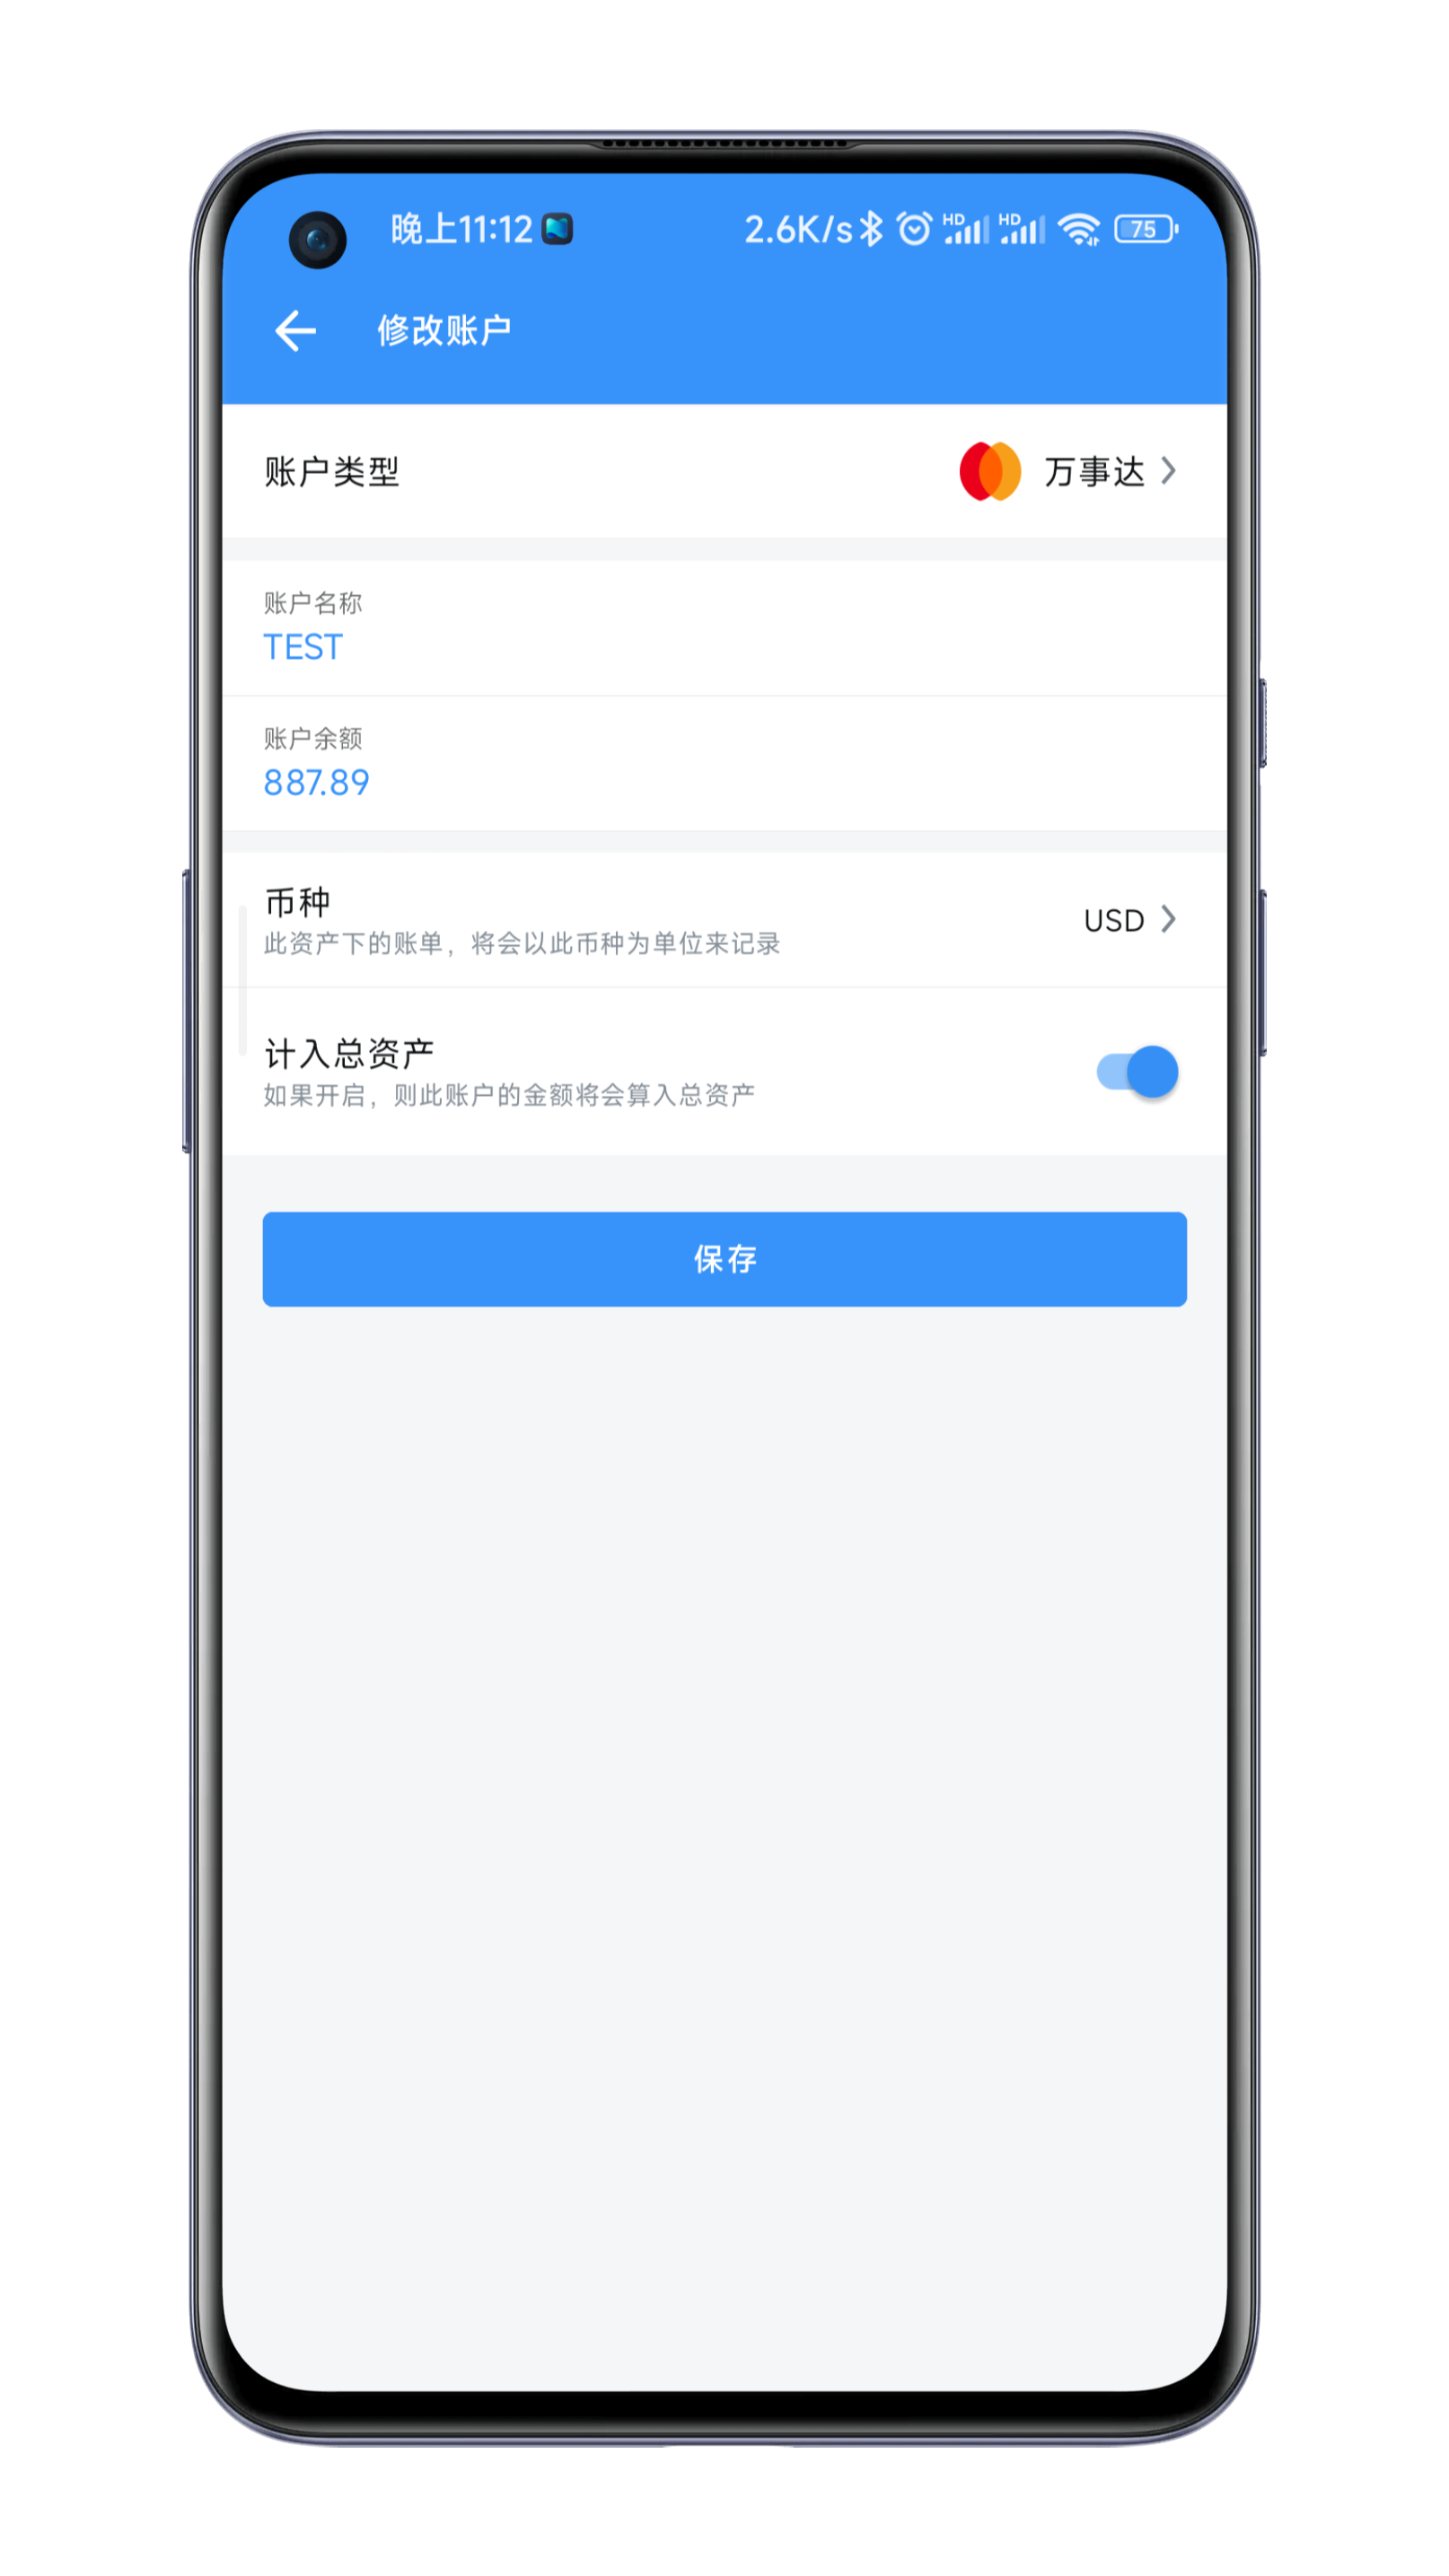 晚上11:12 2.6K/s HD HD 75
修改账户
账户类型 万事达
账户名称
TEST
账户余额
887.89
币种
此资产下的账单，将会以此币种为单位来记录
USD
计入总资产
如果开启，则此账户的金额将会算入总资产
保存